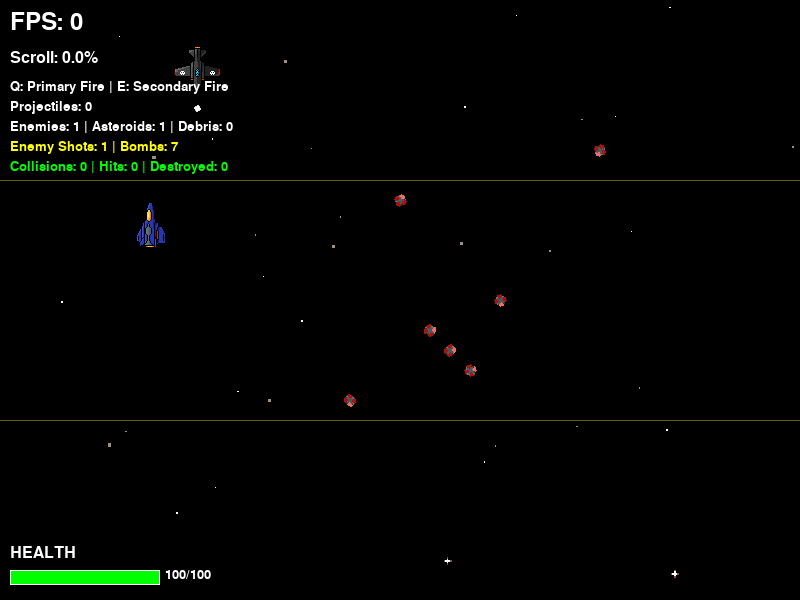 FPS: 0
Scroll: 0.0%
Q: Primary Fire | E: Secondary Fire
Projectiles: 0
Enemies: 1 | Asteroids: 1 | Debris: 0
Enemy Shots: 1 | Bombs: 7
Collisions: 0 | Hits: 0 | Destroyed: 0
HEALTH
100/100